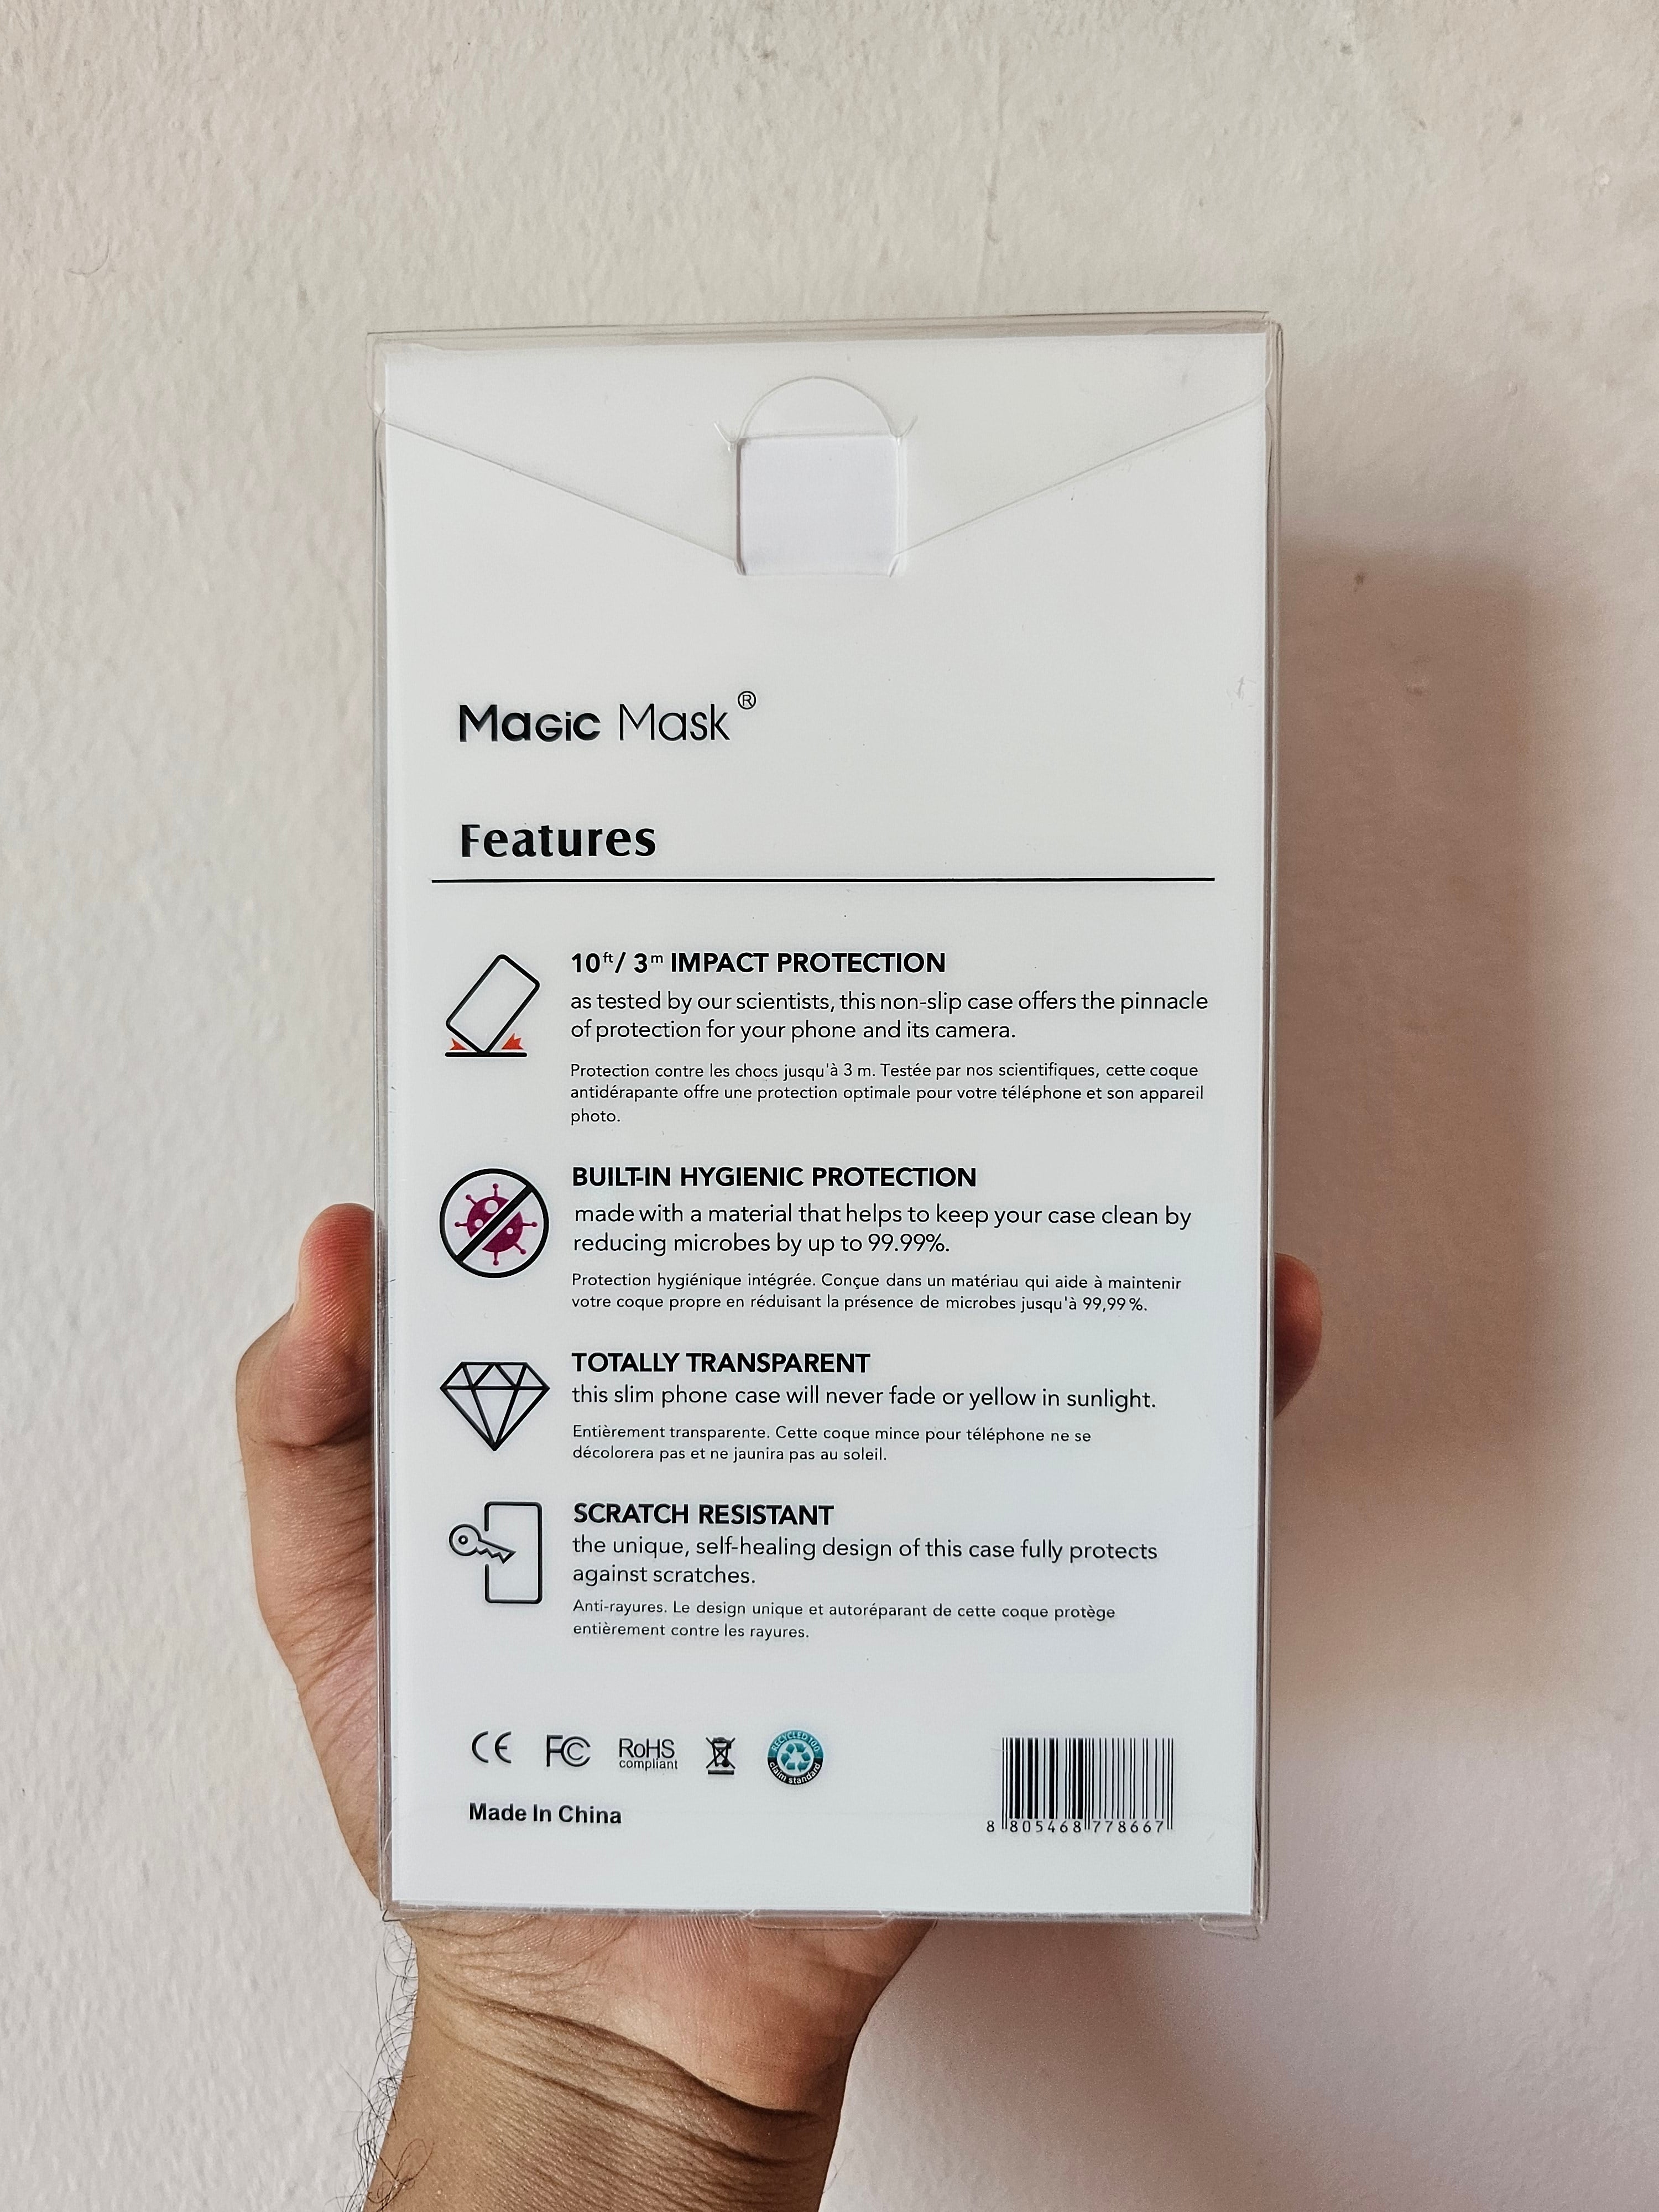 Magic Mask®
Features
10ft/ 3m IMPACT PROTECTION
as tested by our scientists, this non-slip case offers the pinnacle
of protection for your phone and its camera.
Protection contre les chocs jusqu'à 3 m. Testée par nos scientifiques, cette coque
antidérapante offre une protection optimale pour votre téléphone et son appareil
photo.
BUILT-IN HYGIENIC PROTECTION
made with a material that helps to keep your case clean by
reducing microbes by up to 99.99%.
Protection hygiénique intégrée. Conçue dans un matériau qui aide à maintenir
votre coque propre en réduisant la présence de microbes jusqu'à 99,99 %.
TOTALLY TRANSPARENT
this slim phone case will never fade or yellow in sunlight.
Entièrement transparente. Cette coque mince pour téléphone ne se
décolorera pas et ne jaunira pas au soleil.
SCRATCH RESISTANT
the unique, self-healing design of this case fully protects
against scratches.
Anti-rayures. Le design unique et autoréparant de cette coque protège
entièrement contre les rayures.
CE FC RoHS
compliant
RECYCLED 100
claim standard
Made In China
8 805468 778667